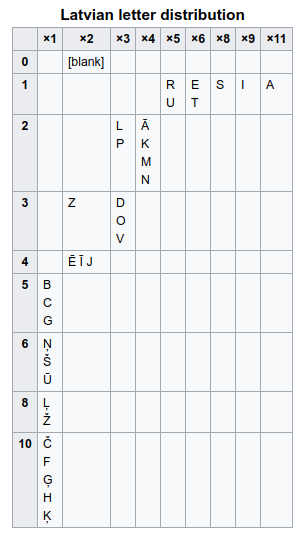 Latvian letter distribution
×1 ×2 ×3 ×4 ×5 ×6 ×8 ×9 ×11
0 [blank]
1 R E S I A
U T
2 L Ā
P K
M
N
3 Z D
O
V
4 Ē Ī J
5 B
C
G
6 Ņ
Š
Ū
8 Ļ
Ž
10 Č
F
Ģ
H
Ķ